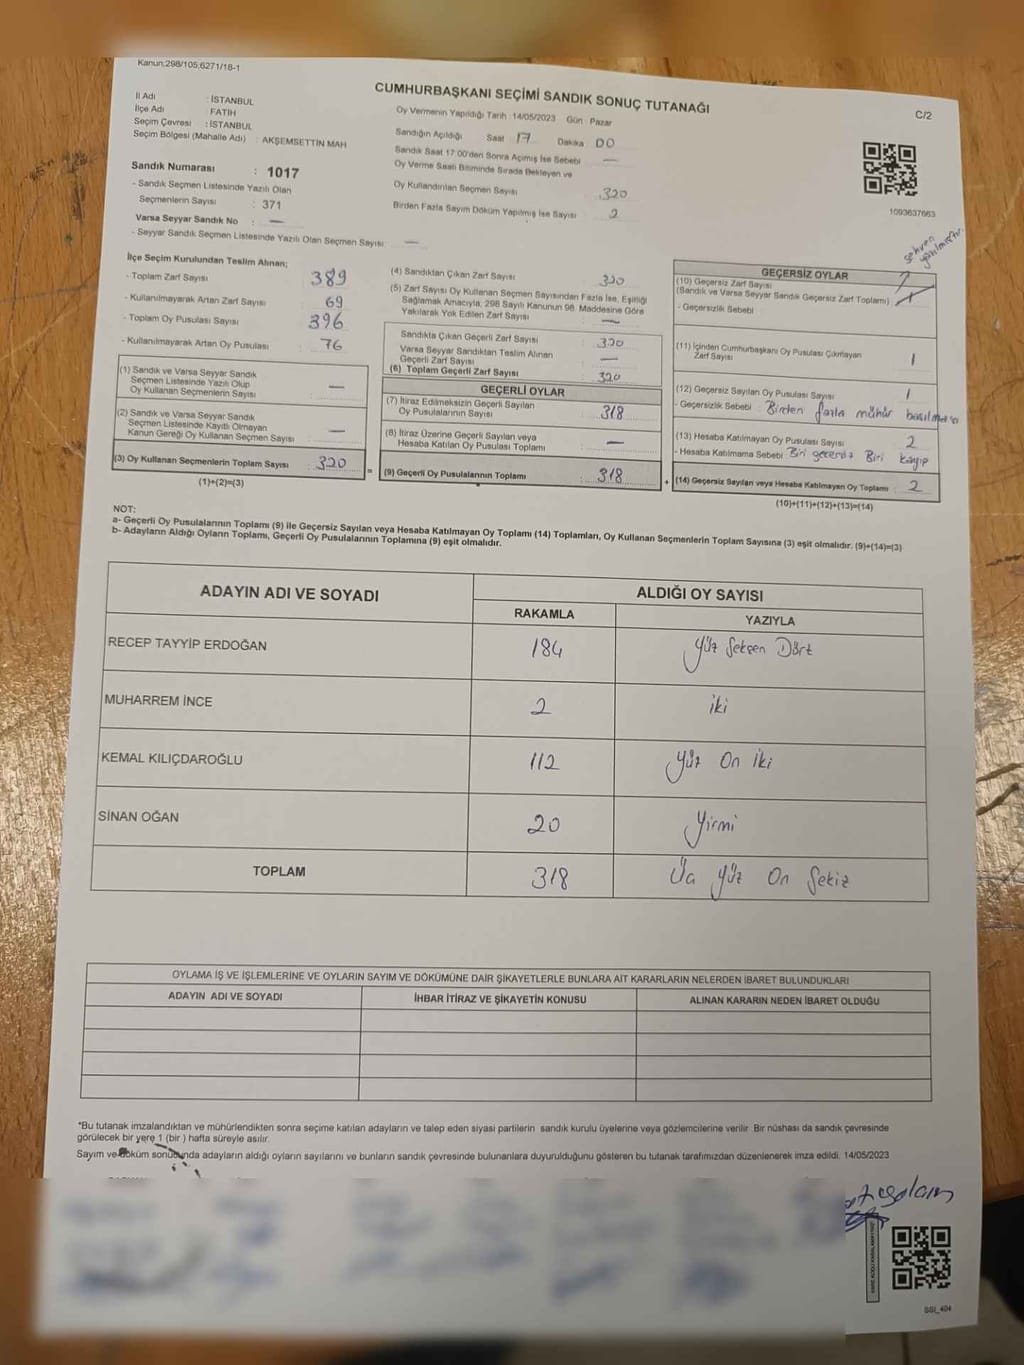 Kanun:298/105;6271/18-1
CUMHURBAŞKANI SEÇİMİ SANDIK SONUÇ TUTANAĞI
C/2
İl Adı : İSTANBUL
İlçe Adı : FATİH
Seçim Çevresi : İSTANBUL
Seçim Bölgesi (Mahalle Adı) : AKŞEMSETTİN MAH
Oy Vermenin Yapıldığı Tarih :14/05/2023 Gün : Pazar
Sandığın Açıldığı Saat 17 Dakika 00
Sandık Saat 17:00'den Sonra Açımış İse Sebebi —
Oy Verme Saati Bitiminde Sırada Bekleyen ve
Oy Kullandırılan Seçmen Sayısı 320
Birden Fazla Sayım Döküm Yapılmış İse Sayısı 2
1093637663
Sandık Numarası : 1017
- Sandık Seçmen Listesinde Yazılı Olan
Seçmenlerin Sayısı : 371
Varsa Seyyar Sandık No : —
- Seyyar Sandık Seçmen Listesinde Yazılı Olan Seçmen Sayısı: —
İlçe Seçim Kurulundan Teslim Alınan;
- Toplam Zarf Sayısı : 389
- Kullanılmayarak Artan Zarf Sayısı : 69
- Toplam Oy Pusulası Sayısı : 396
- Kullanılmayarak Artan Oy Pusulası : 76
(1) Sandık ve Varsa Seyyar Sandık
Seçmen Listesinde Yazılı Olup
Oy Kullanan Seçmenlerin Sayısı : —
(2) Sandık ve Varsa Seyyar Sandık
Seçmen Listesinde Kayıtlı Olmayan
Kanun Gereği Oy Kullanan Seçmen Sayısı : —
(3) Oy Kullanan Seçmenlerin Toplam Sayısı : 320
(1)+(2)=(3)
=
(4) Sandıktan Çıkan Zarf Sayısı : 320
(5) Zarf Sayısı Oy Kullanan Seçmen Sayısından Fazla İse, Eşitliği
Sağlamak Amacıyla, 298 Sayılı Kanunun 98. Maddesine Göre
Yakılarak Yok Edilen Zarf Sayısı : —
Sandıkta Çıkan Geçerli Zarf Sayısı : 320
Varsa Seyyar Sandıktan Teslim Alınan
Geçerli Zarf Sayısı : —
(6) Toplam Geçerli Zarf Sayısı : 320
GEÇERLİ OYLAR
(7) İtiraz Edilmeksizin Geçerli Sayılan
Oy Pusulalarının Sayısı : 318
(8) İtiraz Üzerine Geçerli Sayılan veya
Hesaba Katılan Oy Pusulası Toplamı : —
(9) Geçerli Oy Pusulalarının Toplamı : 318
+
sehven
yazılmıştır.
GEÇERSİZ OYLAR
(10) Geçersiz Zarf Sayısı
(Sandık ve Varsa Seyyar Sandık Geçersiz Zarf Toplamı) :
- Geçersizlik Sebebi :
(11) İçinden Cumhurbaşkanı Oy Pusulası Çıkmayan
Zarf Sayısı : 1
(12) Geçersiz Sayılan Oy Pusulası Sayısı : 1
- Geçersizlik Sebebi : Birden fazla mühür
(13) Hesaba Katılmayan Oy Pusulası Sayısı : 2
- Hesaba Katılmama Sebebi : Biri geçersiz Biri kayıp
(14) Geçersiz Sayılan veya Hesaba Katılmayan Oy Toplamı : 2
(10)+(11)+(12)+(13)=(14)
NOT:
a- Geçerli Oy Pusulalarının Toplamı (9) ile Geçersiz Sayılan veya Hesaba Katılmayan Oy Toplamı (14) Toplamları, Oy Kullanan Seçmenlerin Toplam Sayısına (3) eşit olmalıdır. (9)+(14)=(3)
b- Adayların Aldığı Oyların Toplamı, Geçerli Oy Pusulalarının Toplamına (9) eşit olmalıdır.
ADAYIN ADI VE SOYADI ALDIĞI OY SAYISI
RAKAMLA YAZIYLA
RECEP TAYYİP ERDOĞAN 184 Yüz Seksen Dört
MUHARREM İNCE 2 iki
KEMAL KILIÇDAROĞLU 112 Yüz On iki
SİNAN OĞAN 20 Yirmi
TOPLAM 318 Üç Yüz On Sekiz
OYLAMA İŞ VE İŞLEMLERİNE VE OYLARIN SAYIM VE DÖKÜMÜNE DAİR ŞİKAYETLERLE BUNLARA AİT KARARLARIN NELERDEN İBARET BULUNDUKLARI
ADAYIN ADI VE SOYADI İHBAR İTİRAZ VE ŞİKAYETİN KONUSU ALINAN KARARIN NEDEN İBARET OLDUĞU
*Bu tutanak imzalandıktan ve mühürlendikten sonra seçime katılan adayların ve talep eden siyasi partilerin sandık kurulu üyelerine veya gözlemcilerine verilir. Bir nüshası da sandık çevresinde
görülecek bir yere 1 (bir ) hafta süreyle asılır.
Sayım ve döküm sonucunda adayların aldığı oyların sayılarını ve bunların sandık çevresinde bulunanlara duyurulduğunu gösteren bu tutanak tarafımızdan düzenlenerek imza edildi. 14/05/2023
SSI_404